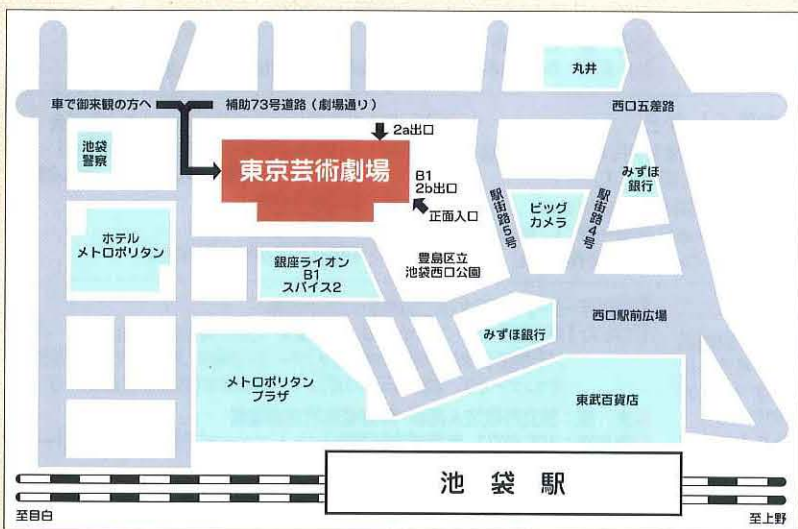 丸井
車で御来観の方へ
補助73号道路(劇場通り)
西口五差路
2a出口
池袋
警察
東京芸術劇場
B1
2b出口
正面入口
みずほ
銀行
駅街路5号
ビッグ
カメラ
駅街路4号
ホテル
メトロポリタン
銀座ライオン
B1
スパイス2
豊島区立
池袋西口公園
西口駅前広場
みずほ銀行
メトロポリタン
プラザ
東武百貨店
池袋駅
至目白
至上野